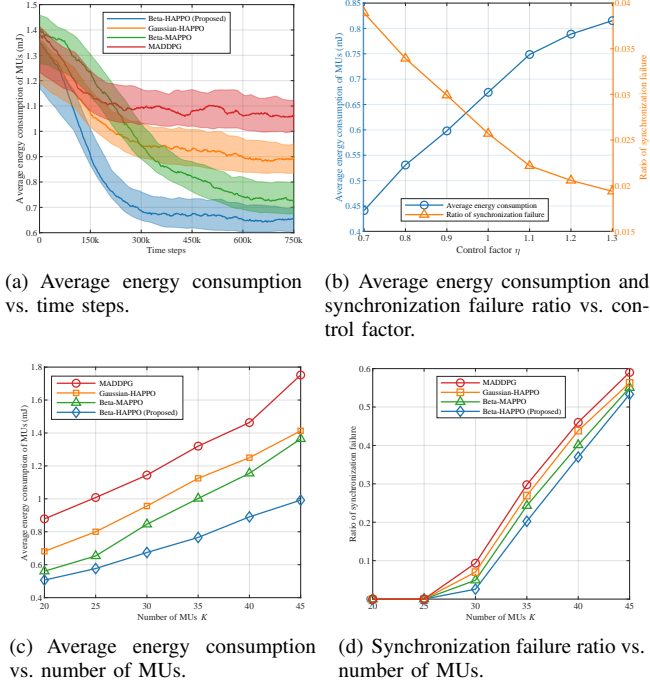 Average energy consumption of MUs (mJ)
1.4
1.3
1.2
1.1
1
0.9
0.8
0.7
0.6
Beta-HAPPO (Proposed)
Gaussian-HAPPO
Beta-MAPPO
MADDPG
0
150k
300k
450k
600k
750k
Time steps
(a) Average energy consumption
vs. time steps.
Average energy consumption of MUs (mJ)
0.85
0.8
0.75
0.7
0.65
0.6
0.55
0.5
0.45
0.4
Average energy consumption
Ratio of synchronization failure
0.04
0.035
0.03
0.025
0.02
0.015
Ratio of synchronization failure
0.7
0.8
0.9
1
1.1
1.2
1.3
Control factor η
(b) Average energy consumption and
synchronization failure ratio vs. con-
trol factor.
Average energy consumption of MUs (mJ)
1.8
1.6
1.4
1.2
1
0.8
0.6
0.4
MADDPG
Gaussian-HAPPO
Beta-MAPPO
Beta-HAPPO (Proposed)
20
25
30
35
40
45
Number of MUs K
(c) Average energy consumption
vs. number of MUs.
Ratio of synchronization failure
0.6
0.5
0.4
0.3
0.2
0.1
0
MADDPG
Gaussian-HAPPO
Beta-MAPPO
Beta-HAPPO (Proposed)
20
25
30
35
40
45
Number of MUs K
(d) Synchronization failure ratio vs.
number of MUs.